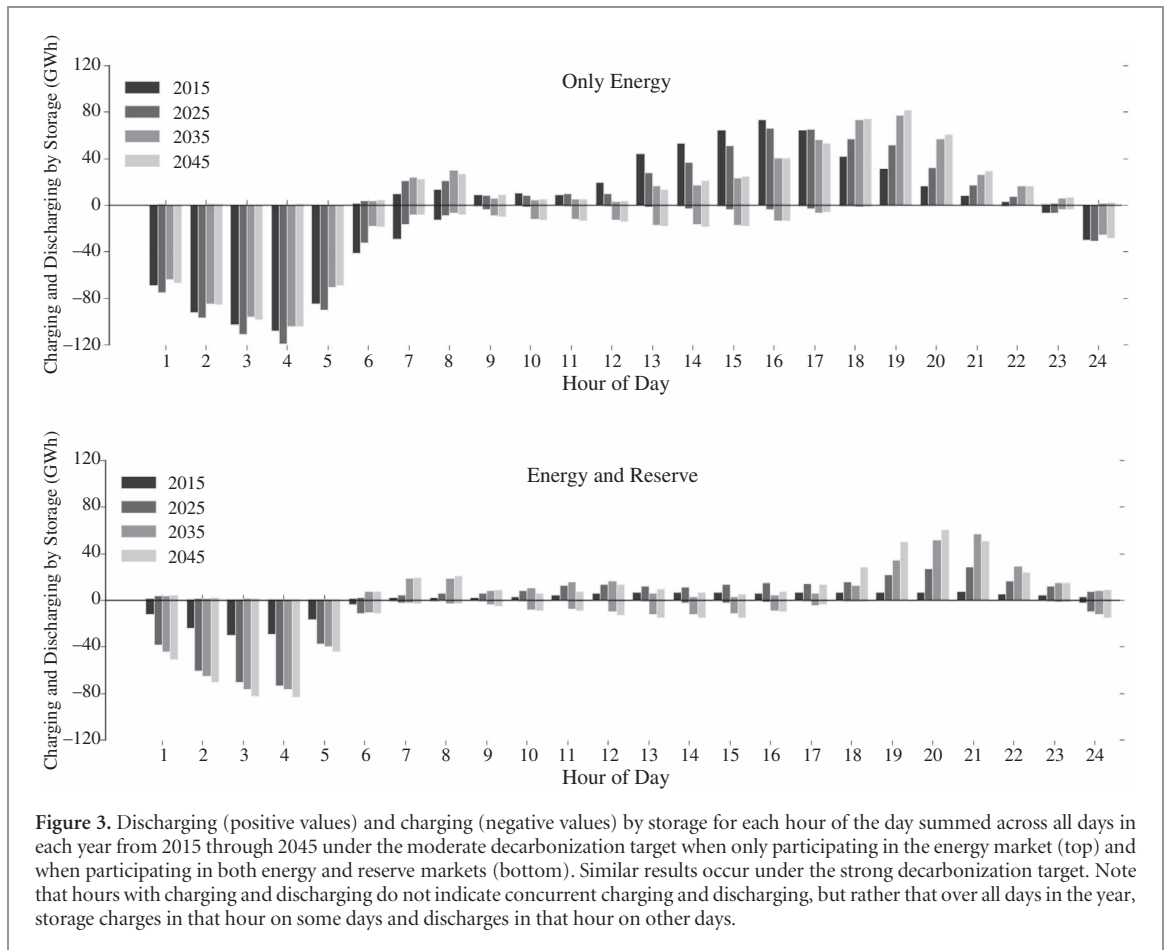 Charging and Discharging by Storage (GWh)
120
80
40
0
−40
−80
−120
Only Energy
2015
2025
2035
2045
1 2 3 4 5 6 7 8 9 10 11 12 13 14 15 16 17 18 19 20 21 22 23 24
Hour of Day
Charging and Discharging by Storage (GWh)
120
80
40
0
−40
−80
−120
Energy and Reserve
2015
2025
2035
2045
1 2 3 4 5 6 7 8 9 10 11 12 13 14 15 16 17 18 19 20 21 22 23 24
Hour of Day
Figure 3. Discharging (positive values) and charging (negative values) by storage for each hour of the day summed across all days in
each year from 2015 through 2045 under the moderate decarbonization target when only participating in the energy market (top) and
when participating in both energy and reserve markets (bottom). Similar results occur under the strong decarbonization target. Note
that hours with charging and discharging do not indicate concurrent charging and discharging, but rather that over all days in the year,
storage charges in that hour on some days and discharges in that hour on other days.